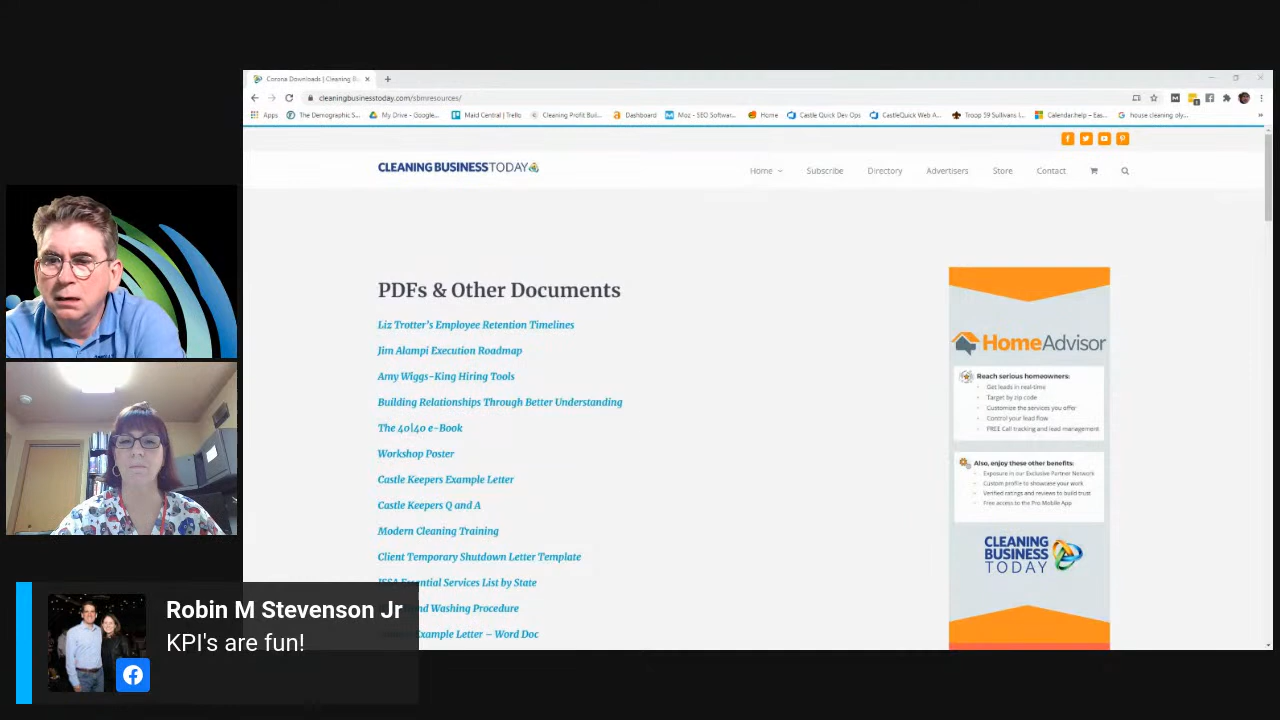 Corona Downloads | Cleaning B...
cleaningbusinesstoday.com/sbmresources/
Apps
The Demographic S...
My Drive - Google...
Maid Central | Trello
Cleaning Profit Buil...
Dashboard
Moz - SEO Softwar...
Home
Castle Quick Dev Ops
CastleQuick Web A...
Troop 59 Sullivans I...
Calendar.help – Eas...
house cleaning oly...
CLEANING BUSINESS TODAY
Home
Subscribe
Directory
Advertisers
Store
Contact
PDFs & Other Documents
Liz Trotter's Employee Retention Timelines
Jim Alampi Execution Roadmap
Amy Wiggs-King Hiring Tools
Building Relationships Through Better Understanding
The 40|40 e-Book
Workshop Poster
Castle Keepers Example Letter
Castle Keepers Q and A
Modern Cleaning Training
Client Temporary Shutdown Letter Template
Essential Services List by State
Washing Procedure
Example Letter – Word Doc
HomeAdvisor
Reach serious homeowners:
Get leads in real-time
Target by zip code
Customize the services you offer
Control your lead flow
FREE Call tracking and lead management
Also, enjoy these other benefits:
Exposure in our Exclusive Partner Network
Custom profile to showcase your work
Verified ratings and reviews to build trust
Free access to the Pro Mobile App
CLEANING
BUSINESS
TODAY
Robin M Stevenson Jr
KPI's are fun!